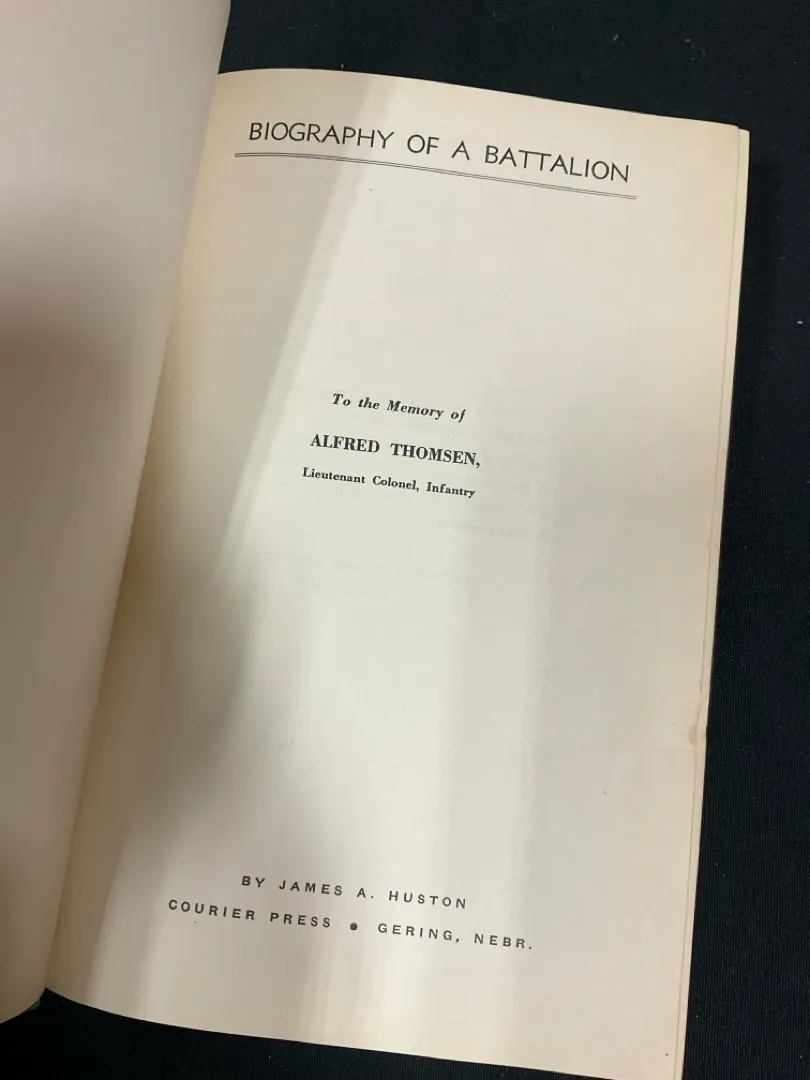 BIOGRAPHY OF A BATTALION
To the Memory of
ALFRED THOMSEN,
Lieutenant Colonel, Infantry
BY JAMES A. HUSTON
COURIER PRESS • GERING, NEBR.